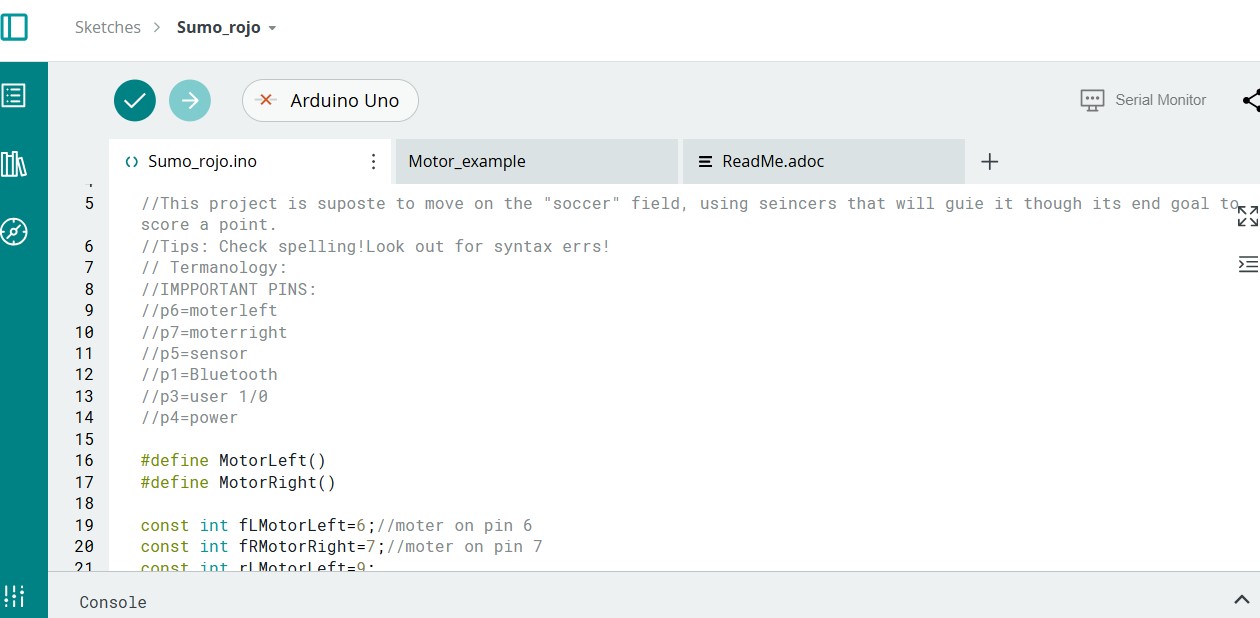 Sketches > Sumo_rojo
Arduino Uno
Serial Monitor
Sumo_rojo.ino
Motor_example
ReadMe.adoc
5 //This project is suposte to move on the "soccer" field, using seincers that will guie it though its end goal to
score a point.
6 //Tips: Check spelling!Look out for syntax errs!
7 // Termanology:
8 //IMPPORTANT PINS:
9 //p6=moterleft
10 //p7=moterright
11 //p5=sensor
12 //p1=Bluetooth
13 //p3=user 1/0
14 //p4=power
15
16 #define MotorLeft()
17 #define MotorRight()
18
19 const int fLMotorLeft=6;//moter on pin 6
20 const int fRMotorRight=7;//moter on pin 7
21 const int rLMotorLeft=9;
Console